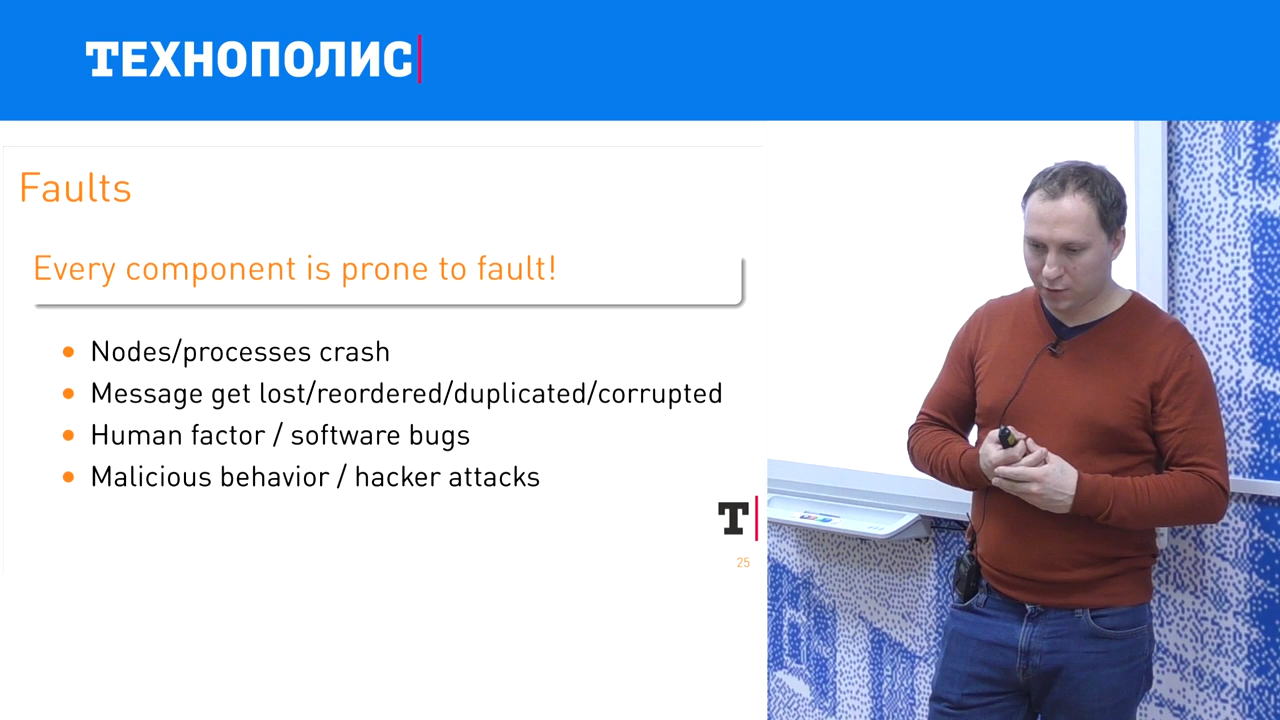 ТЕХНОПОЛИС
Faults
Every component is prone to fault!
Nodes/processes crash
Message get lost/reordered/duplicated/corrupted
Human factor / software bugs
Malicious behavior / hacker attacks
Т
25